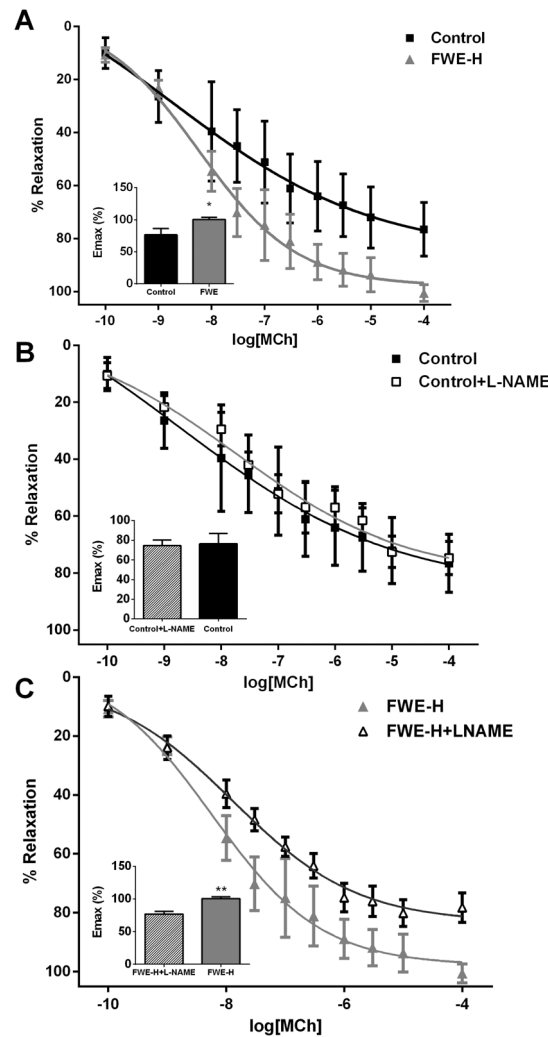 A
0
20
40
60
80
100
% Relaxation
Control
FWE-H
150
100
50
0
Emax (%)
*
Control FWE
-10 -9 -8 -7 -6 -5 -4
log[MCh]
B
0
20
40
60
80
100
% Relaxation
Control
Control+L-NAME
100
80
60
40
20
0
Emax (%)
Control+L-NAME Control
-10 -9 -8 -7 -6 -5 -4
log[MCh]
C
0
20
40
60
80
100
% Relaxation
FWE-H
FWE-H+LNAME
150
100
50
0
Emax (%)
**
FWE-H+L-NAME FWE-H
-10 -8 -6 -4
log[MCh]